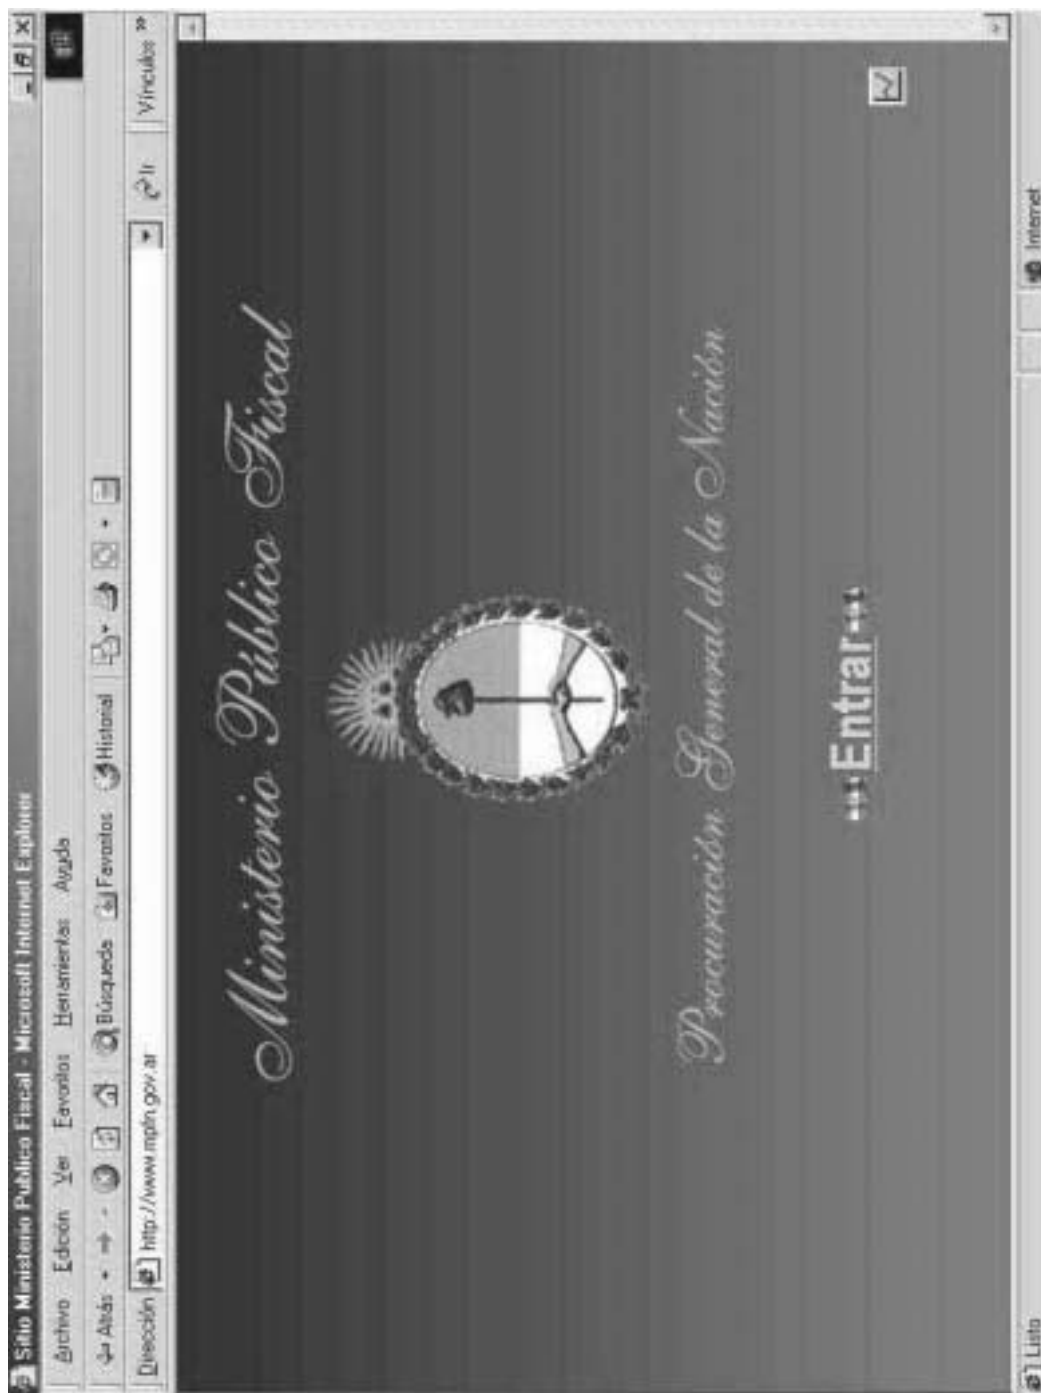 Sitio Ministerio Publico Fiscal - Microsoft Internet Explorer
Archivo Edición Ver Favoritos Herramientas Ayuda
Atrás Búsqueda Favoritos Historial
Dirección http://www.mpfn.gov.ar Ir Vínculos »
Ministerio Público Fiscal
Procuración General de la Nación
Entrar
Listo Internet